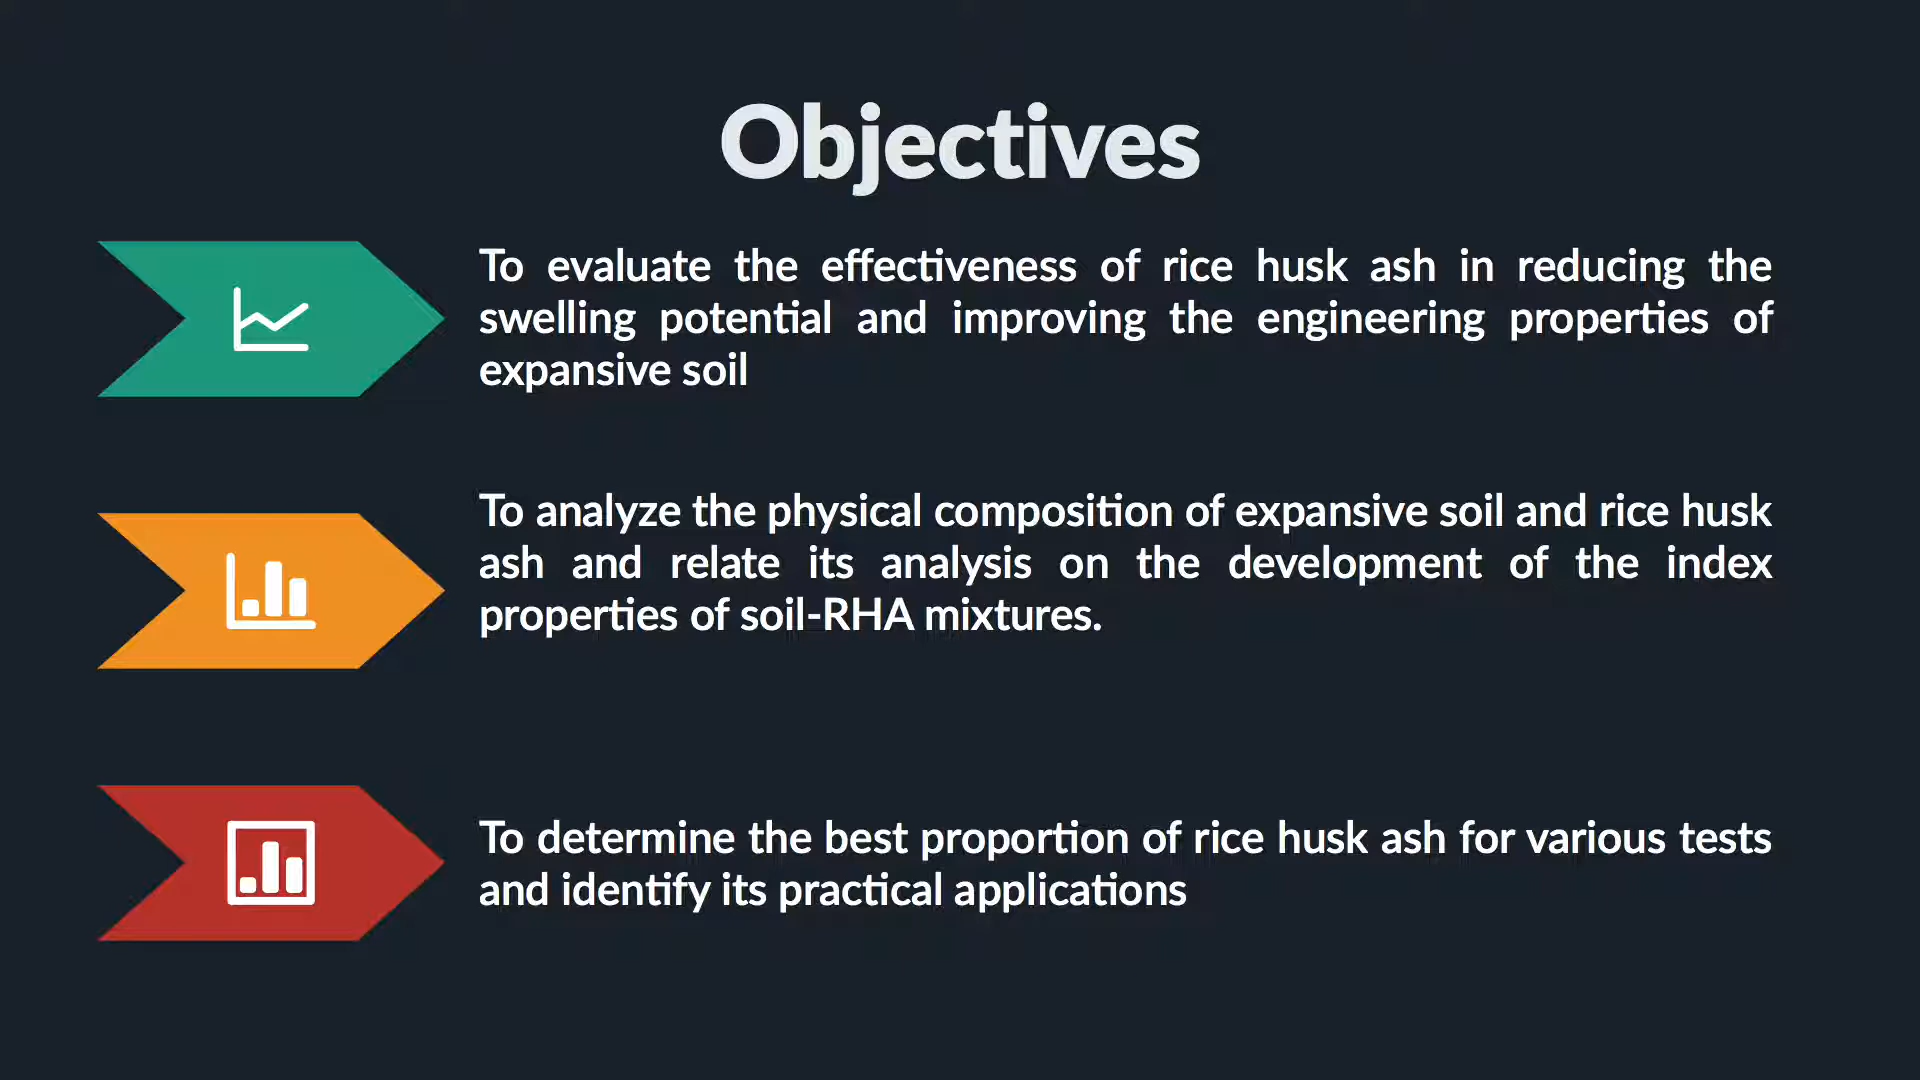 Objectives
To evaluate the effectiveness of rice husk ash in reducing the
swelling potential and improving the engineering properties of
expansive soil
To analyze the physical composition of expansive soil and rice husk
ash and relate its analysis on the development of the index
properties of soil-RHA mixtures.
To determine the best proportion of rice husk ash for various tests
and identify its practical applications